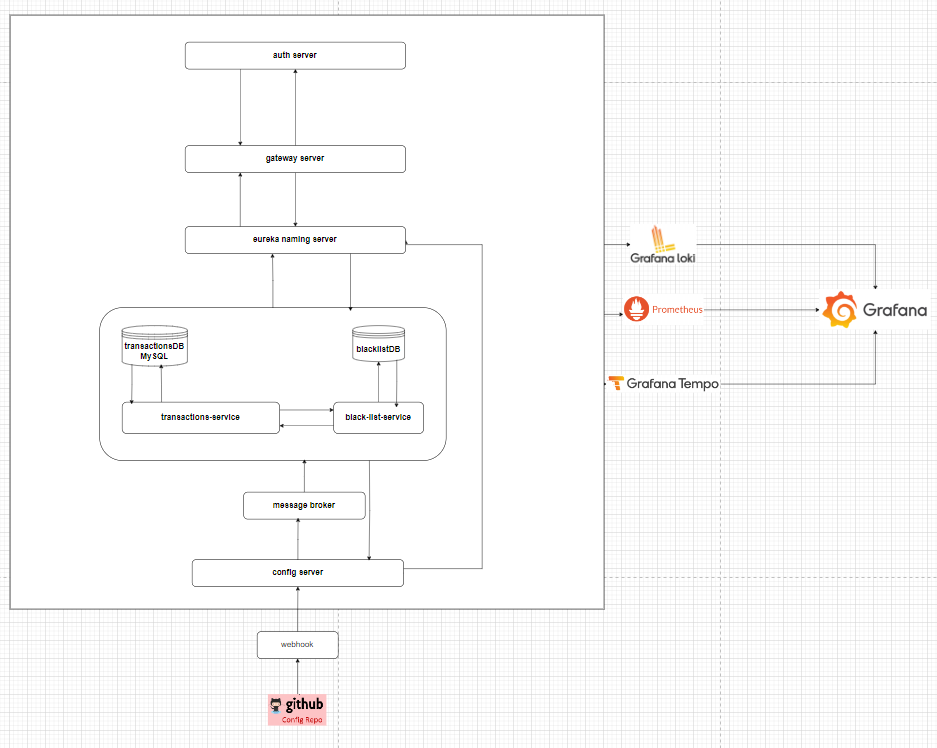 auth server
gateway server
eureka naming server
Grafana loki
Prometheus
Grafana
transactionsDB
MySQL
blacklistDB
Grafana Tempo
transactions-service
black-list-service
message broker
config server
webhook
github
Config Repo